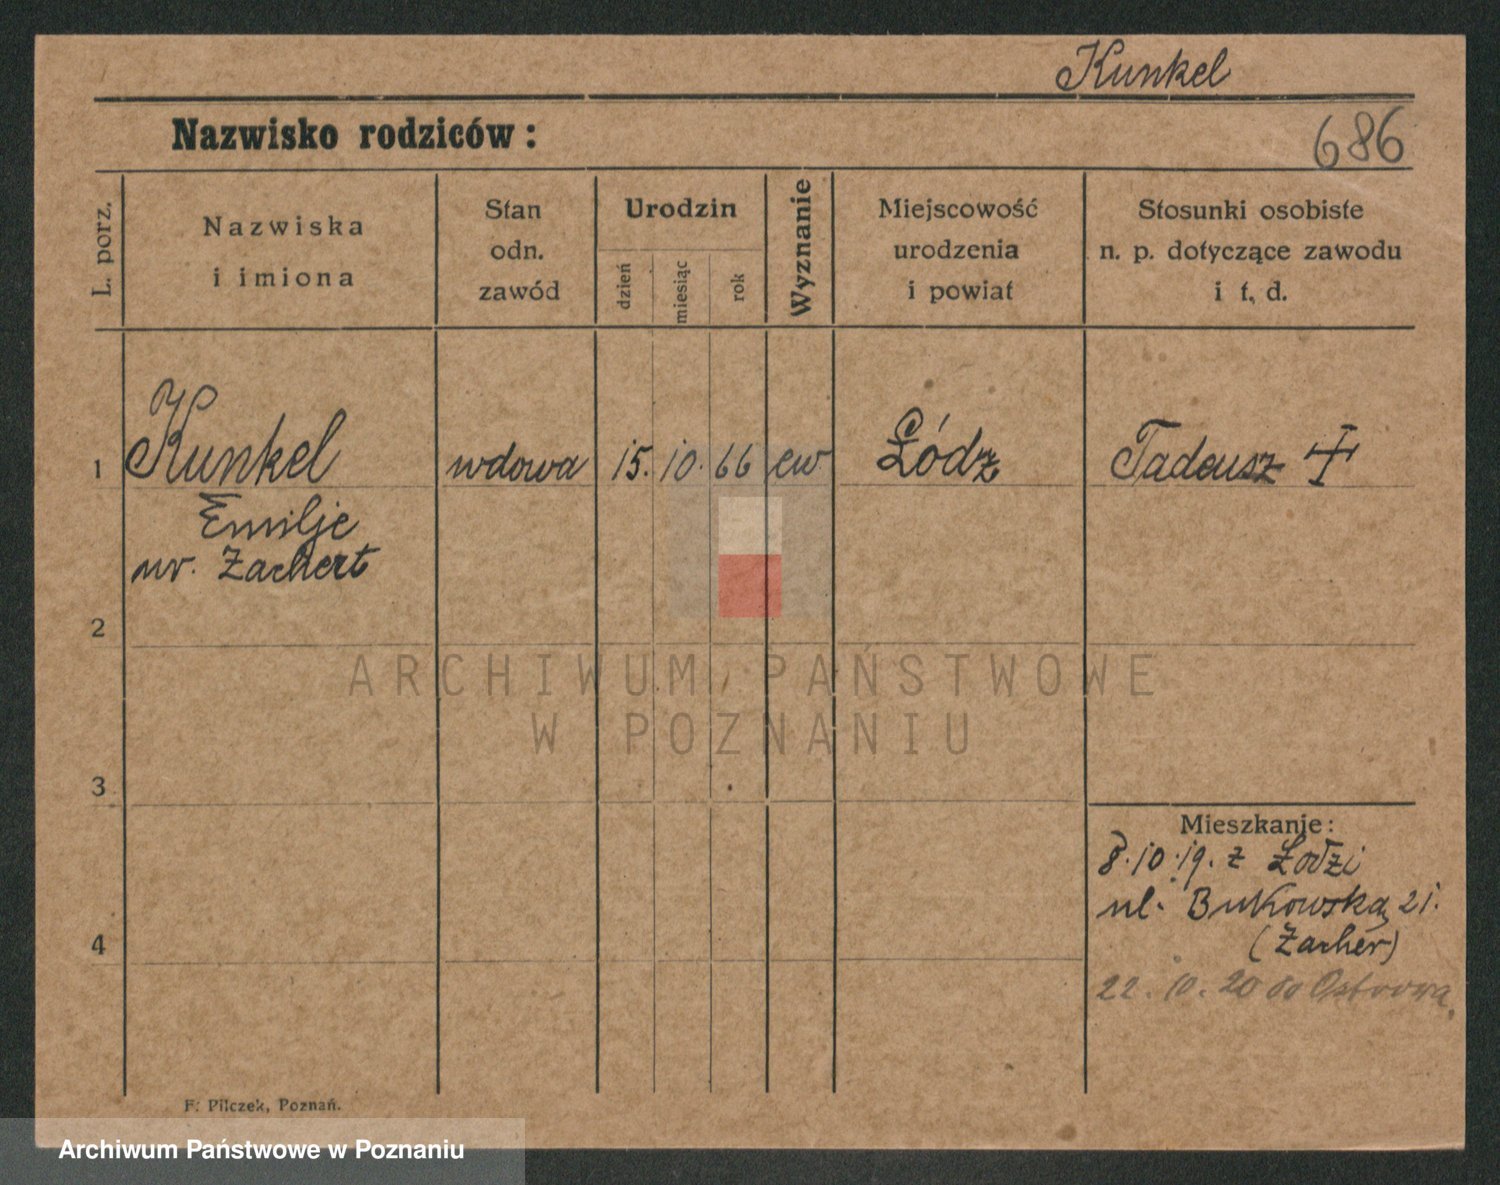 Kunkel
Nazwisko rodziców:
686
L. porz.
Nazwiska
i imiona
Stan
odn.
zawód
Urodzin
dzień
miesiąc
rok
Wyznanie
Miejscowość
urodzenia
i powiat
Stosunki osobiste
n. p. dotyczące zawodu
i t. d.
1
Kunkel
wdowa
15.
10.
66
ew
Łódź
Tadeusz
Emilje
ur. Zachert
2
ARCHIWUM PAŃSTWOWE
W POZNANIU
3
Mieszkanje:
8.10.19. z Łodzi
ul. Bukowska 21.
4
(Zacher)
22.10.20 do Ostrowa
F. Pilczek, Poznań.
Archiwum Państwowe w Poznaniu